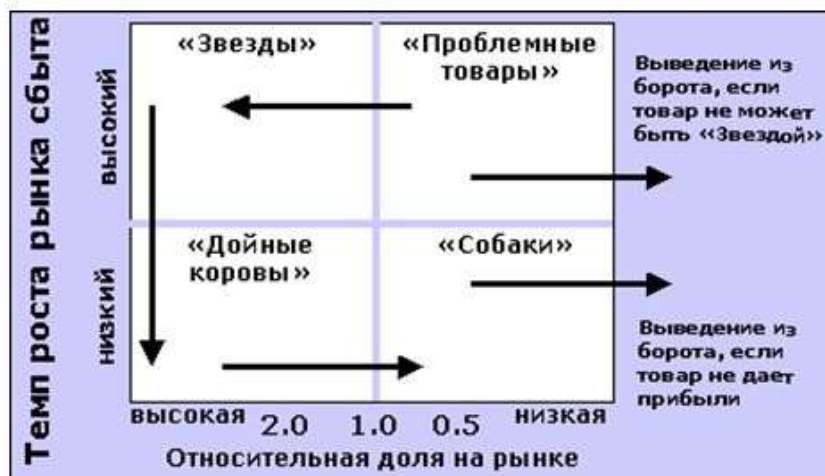 Темп роста рынка сбыта
высокий
низкий
«Звезды»
«Проблемные
товары»
«Дойные
коровы»
«Собаки»
Выведение из
борота, если
товар не может
быть «Звездой»
Выведение из
борота, если
товар не дает
прибыли
высокая 2.0 1.0 0.5 низкая
Относительная доля на рынке